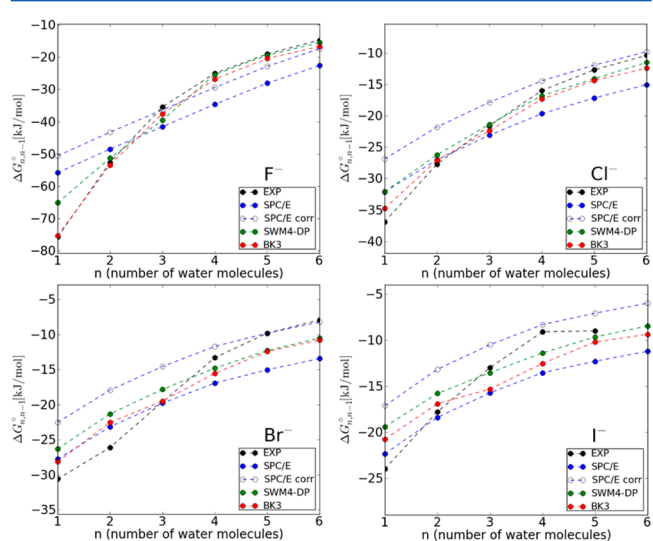 −10
−20
−30
−40
−50
−60
−70
−80
ΔG°n,n−1[kJ/mol]
F−
EXP
SPC/E
SPC/E corr
SWM4-DP
BK3
1 2 3 4 5 6
n (number of water molecules)
−10
−15
−20
−25
−30
−35
−40
ΔG°n,n−1[kJ/mol]
Cl−
EXP
SPC/E
SPC/E corr
SWM4-DP
BK3
1 2 3 4 5 6
n (number of water molecules)
−5
−10
−15
−20
−25
−30
−35
ΔG°n,n−1[kJ/mol]
Br−
EXP
SPC/E
SPC/E corr
SWM4-DP
BK3
1 2 3 4 5 6
n (number of water molecules)
−5
−10
−15
−20
−25
ΔG°n,n−1[kJ/mol]
I−
EXP
SPC/E
SPC/E corr
SWM4-DP
BK3
1 2 3 4 5 6
n (number of water molecules)